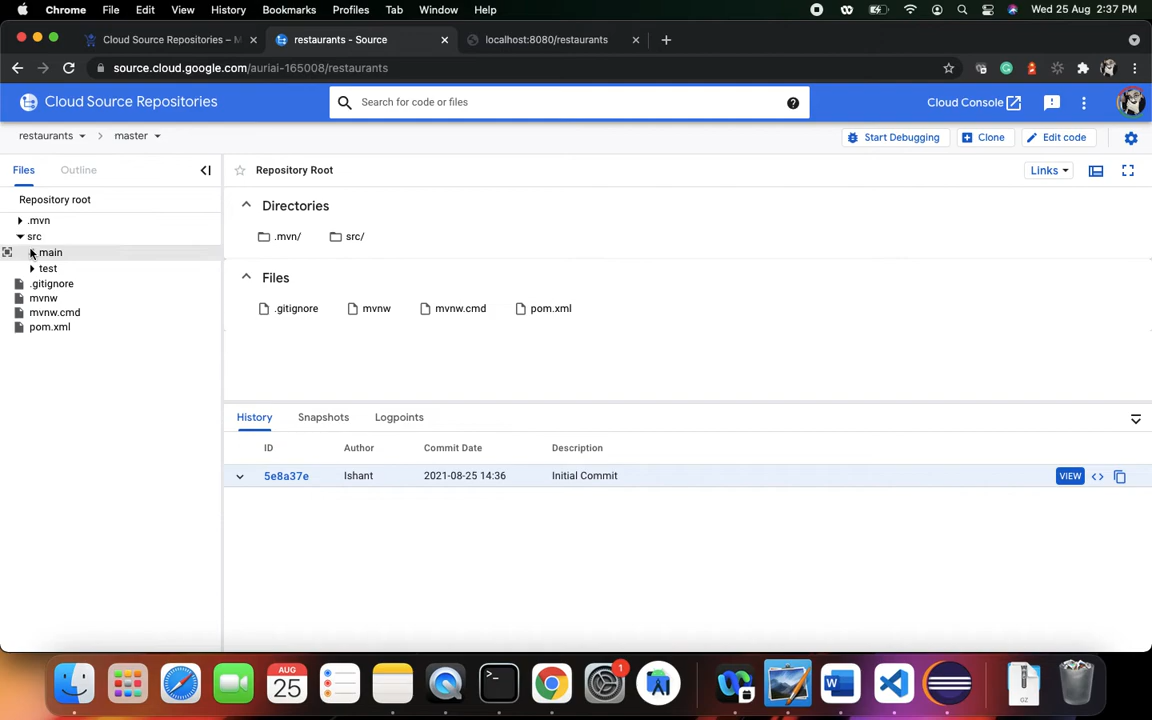 Chrome File Edit View History Bookmarks Profiles Tab Window Help Wed 25 Aug 2:37 PM
Cloud Source Repositories – M restaurants - Source localhost:8080/restaurants
source.cloud.google.com/auriai-165008/restaurants
Cloud Source Repositories Search for code or files Cloud Console
restaurants master Start Debugging Clone Edit code
Files Outline Repository Root Links
Repository root
.mvn
src
main
test
.gitignore
mvnw
mvnw.cmd
pom.xml
Directories
.mvn/ src/
Files
.gitignore mvnw mvnw.cmd pom.xml
History Snapshots Logpoints
ID Author Commit Date Description
5e8a37e Ishant 2021-08-25 14:36 Initial Commit VIEW
AUG
25
1
GZ